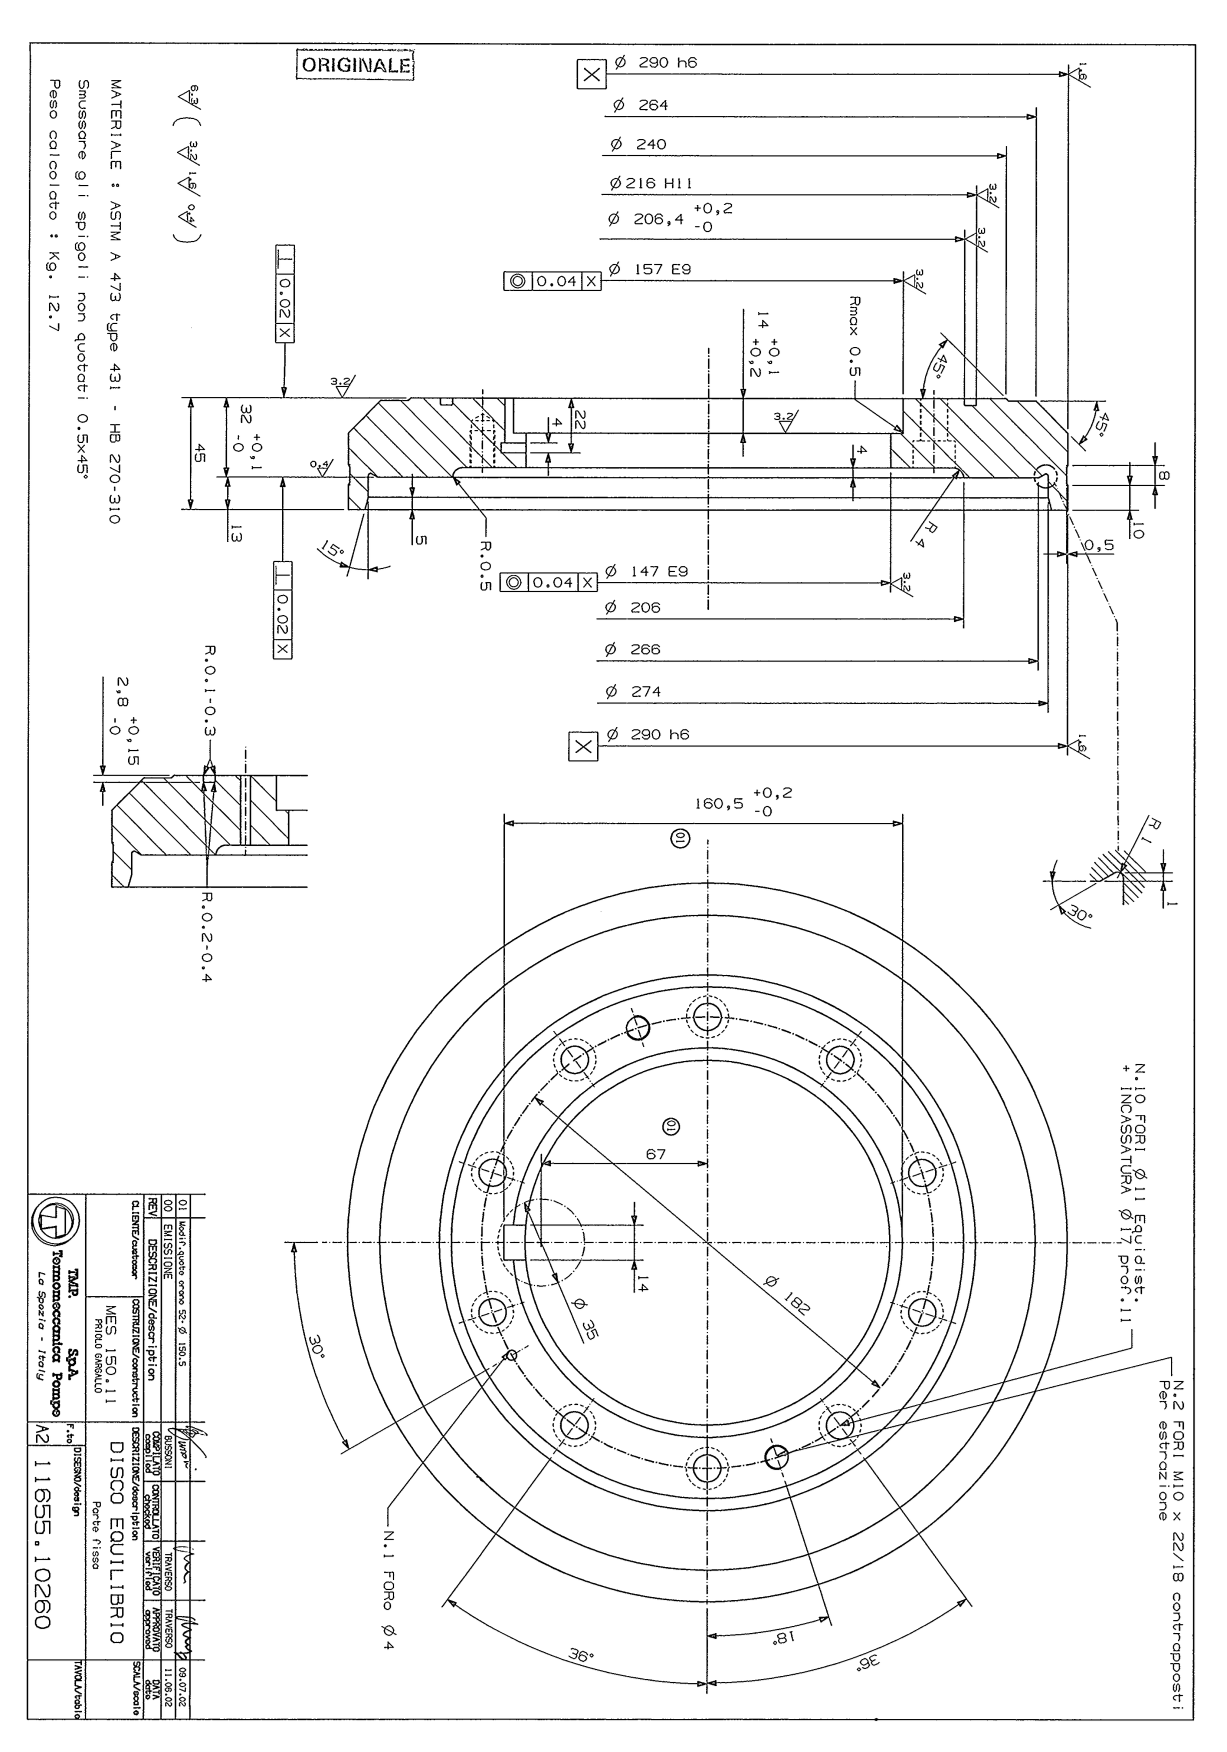 ORIGINALE
X
Ø 290 h6
1.6
Ø 264
Ø 240
Ø216 H11
3.2
Ø 206,4 +0,2
-0
3.2
◎ 0.04 X
Ø 157 E9
3.2
6.3 ( 3.2 1.6 0.4 )
MATERIALE : ASTM A 473 type 431 - HB 270-310
Smussare gli spigoli non quotati 0.5x45°
Peso calcolato : Kg. 12.7
⊥ 0.02 X
14 +0,1
+0,2
Rmax 0.5
45°
45°
3.2
3.2
22
4
4
8
10
32 +0,1
-0
45
0.4
13
5
15°
R.0.5
R 4
0,5
◎ 0.04 X
Ø 147 E9
3.2
⊥ 0.02 X
Ø 206
Ø 266
Ø 274
X
Ø 290 h6
1.6
R.0.1-0.3
2,8 +0,15
-0
R.0.2-0.4
R 1
1
30°
160,5 +0,2
-0
01
01
67
14
Ø 182
Ø 35
30°
N.10 FORI Ø11 Equidist.
+ INCASSATURA Ø17 prof.11
N.2 FORI M10 x 22/18 contrapposti
Per estrazione
N.1 FORo Ø4
18°
36°
36°
01 Modif.quota erano 52-Ø 150.5 09.07.02
00 EMISSIONE BUSSONI TRAVERSO TRAVERSO 11.06.02
REV DESCRIZIONE/description COMPILATO compiled CONTROLLATO checked VERIFICATO verified APPROVATO approved DATA date
CLIENTE/customer COSTRUZIONE/construction DESCRIZIONE/description SCALA/scale
MES 150.11
PRIOLO GARGALLO
DISCO EQUILIBRIO
Parte fissa
TMP. S.p.A.
Termomeccanica Pompe
La Spezia - Italy
F.to DISEGNO/design TAVOLA/table
A2 11655.10260